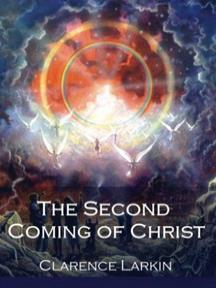 The Second
Coming of Christ
Clarence Larkin